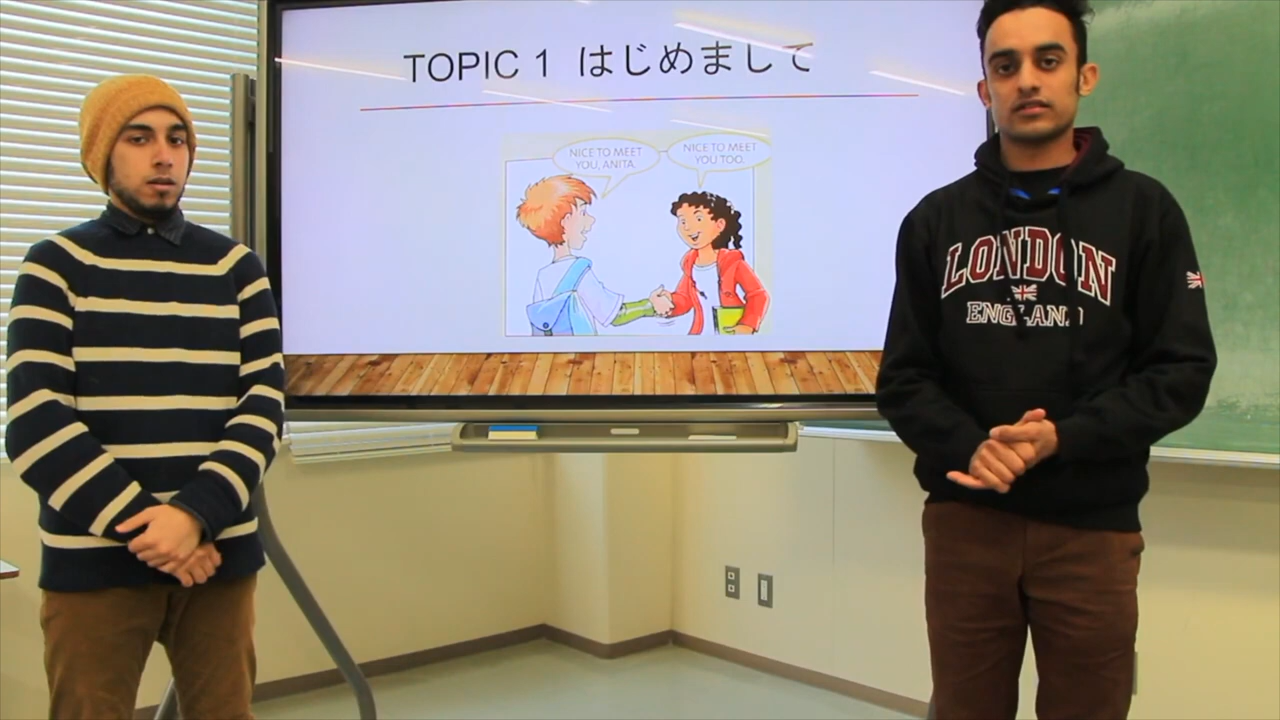 TOPIC 1 はじめまして
NICE TO MEET
YOU, ANITA.
NICE TO MEET
YOU TOO.
LONDON
ENGLAND